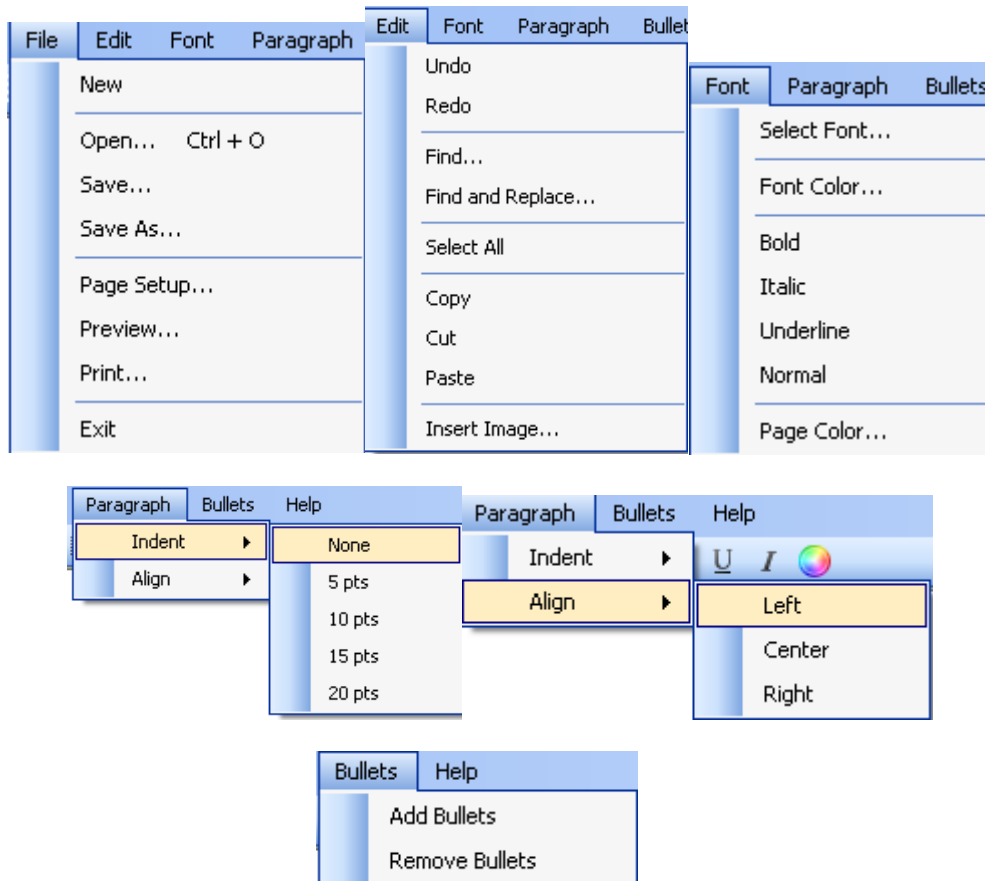 File Edit Font Paragraph
New
Open... Ctrl + O
Save...
Save As...
Page Setup...
Preview...
Print...
Exit
Edit Font Paragraph Bullet
Undo
Redo
Find...
Find and Replace...
Select All
Copy
Cut
Paste
Insert Image...
Font Paragraph Bullets
Select Font...
Font Color...
Bold
Italic
Underline
Normal
Page Color...
Paragraph Bullets Help
Indent
Align
None
5 pts
10 pts
15 pts
20 pts
Paragraph Bullets Help
U I
Indent
Align
Left
Center
Right
Bullets Help
Add Bullets
Remove Bullets